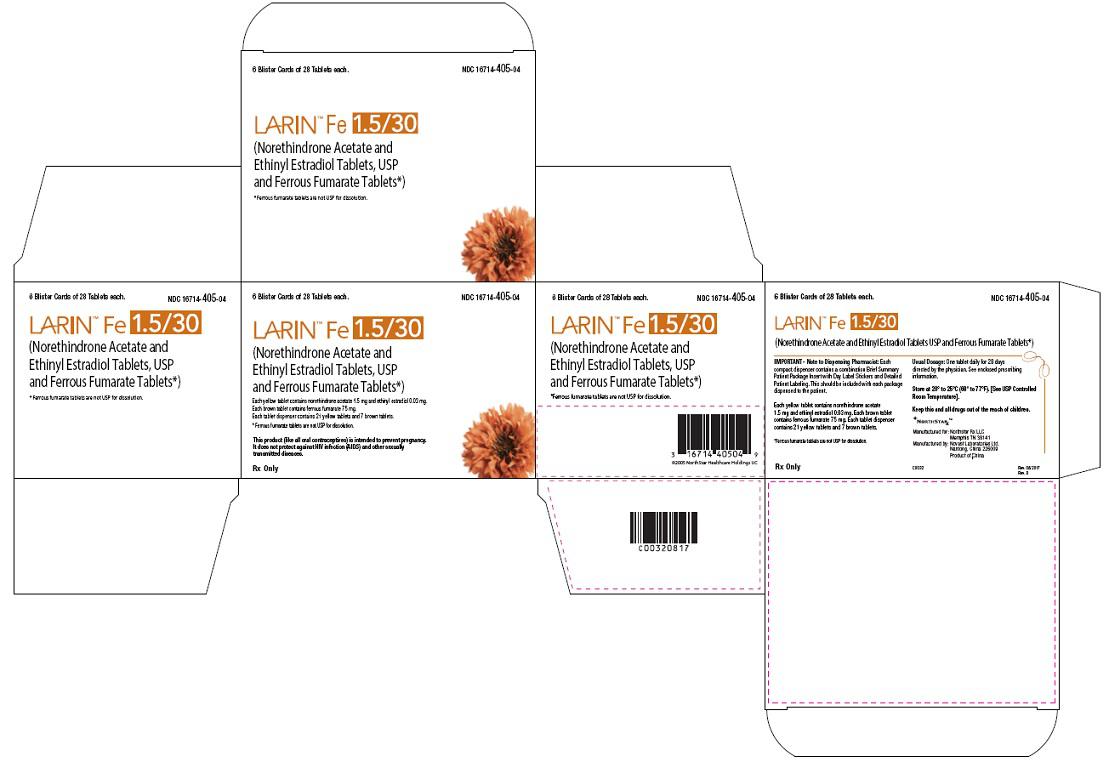 6 Blister Cards of 28 Tablets each.
NDC 16714-405-04
LARIN™ Fe 1.5/30
(Norethindrone Acetate and
Ethinyl Estradiol Tablets, USP
and Ferrous Fumarate Tablets*)
*Ferrous fumarate tablets are not USP for dissolution.
6 Blister Cards of 28 Tablets each.
NDC 16714-405-04
LARIN™ Fe 1.5/30
(Norethindrone Acetate and
Ethinyl Estradiol Tablets, USP
and Ferrous Fumarate Tablets*)
*Ferrous fumarate tablets are not USP for dissolution.
6 Blister Cards of 28 Tablets each.
NDC 16714-405-04
LARIN™ Fe 1.5/30
(Norethindrone Acetate and
Ethinyl Estradiol Tablets, USP
and Ferrous Fumarate Tablets*)
Each yellow tablet contains norethindrone acetate 1.5 mg and ethinyl estradiol 0.03 mg.
Each brown tablet contains ferrous fumarate 75 mg.
Each tablet dispenser contains 21 yellow tablets and 7 brown tablets.
*Ferrous fumarate tablets are not USP for dissolution.
This product (like all oral contraceptives) is intended to prevent pregnancy.
It does not protect against HIV infection (AIDS) and other sexually
transmitted diseases.
Rx Only
6 Blister Cards of 28 Tablets each.
NDC 16714-405-04
LARIN™ Fe 1.5/30
(Norethindrone Acetate and
Ethinyl Estradiol Tablets, USP
and Ferrous Fumarate Tablets*)
*Ferrous fumarate tablets are not USP for dissolution.
3 16714 40504 9
©2005 NorthStar Healthcare Holdings LLC
C00320817
6 Blister Cards of 28 Tablets each.
NDC 16714-405-04
LARIN™ Fe 1.5/30
(Norethindrone Acetate and Ethinyl Estradiol Tablets USP and Ferrous Fumarate Tablets*)
IMPORTANT - Note to Dispensing Pharmacist: Each
compact dispenser contains a combination Brief Summary
Patient Package Insert with Day Label Stickers and Detailed
Patient Labeling. This should be included with each package
dispensed to the patient.
Each yellow tablet contains norethindrone acetate
1.5 mg and ethinyl estradiol 0.03 mg. Each brown tablet
contains ferrous fumarate 75 mg. Each tablet dispenser
contains 21 yellow tablets and 7 brown tablets.
*Ferrous fumarate tablets are not USP for dissolution.
Rx Only
Usual Dosage: One tablet daily for 28 days
directed by the physician. See enclosed prescribing
information.
Store at 20° to 25°C (68° to 77°F). [See USP Controlled
Room Temperature].
Keep this and all drugs out of the reach of children.
NORTHSTAR™
Manufactured for: Northstar Rx LLC
Memphis TN 38141
Manufactured by: Novast Laboratories Ltd.
Nantong, China 226009
Product of China
C0032
Rev. 08/2017